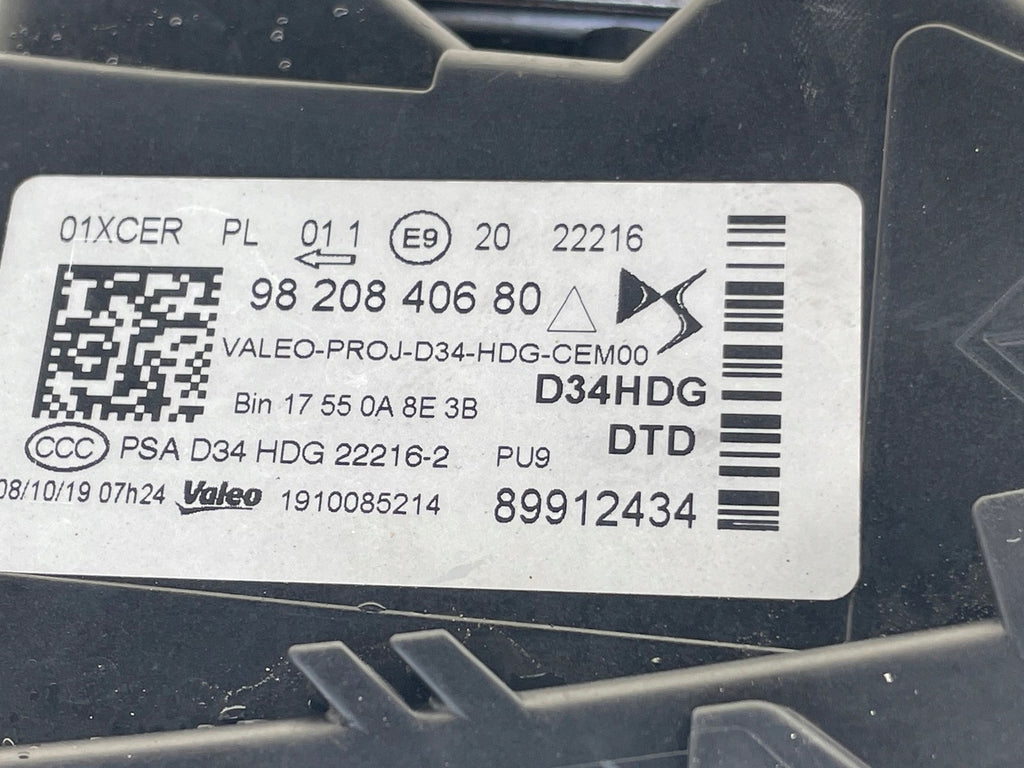 01XCER PL 01 1 E9 20 22216
98 208 406 80
VALEO-PROJ-D34-HDG-CEM00
D34HDG
Bin 17 55 0A 8E 3B
DTD
CCC PSA D34 HDG 22216-2 PU9
08/10/19 07h24 Valeo 1910085214 89912434